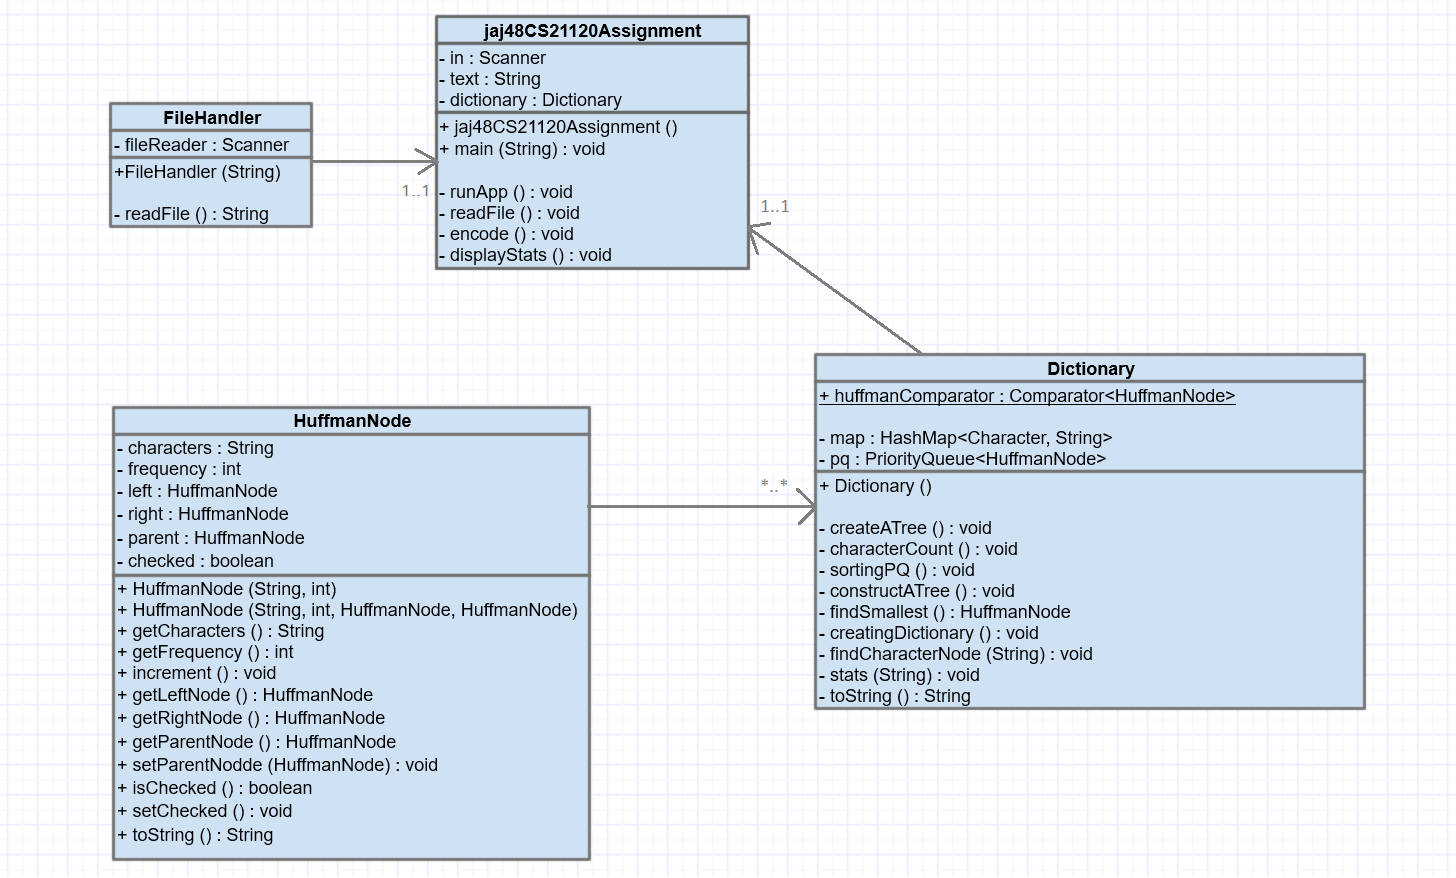 jaj48CS21120Assignment
- in : Scanner
- text : String
- dictionary : Dictionary
+ jaj48CS21120Assignment ()
+ main (String) : void
- runApp () : void
- readFile () : void
- encode () : void
- displayStats () : void
FileHandler
- fileReader : Scanner
+FileHandler (String)
- readFile () : String
1..1
1..1
Dictionary
+ huffmanComparator : Comparator<HuffmanNode>
- map : HashMap<Character, String>
- pq : PriorityQueue<HuffmanNode>
+ Dictionary ()
- createATree () : void
- characterCount () : void
- sortingPQ () : void
- constructATree () : void
- findSmallest () : HuffmanNode
- creatingDictionary () : void
- findCharacterNode (String) : void
- stats (String) : void
- toString () : String
*..*
HuffmanNode
- characters : String
- frequency : int
- left : HuffmanNode
- right : HuffmanNode
- parent : HuffmanNode
- checked : boolean
+ HuffmanNode (String, int)
+ HuffmanNode (String, int, HuffmanNode, HuffmanNode)
+ getCharacters () : String
+ getFrequency () : int
+ increment () : void
+ getLeftNode () : HuffmanNode
+ getRightNode () : HuffmanNode
+ getParentNode () : HuffmanNode
+ setParentNodde (HuffmanNode) : void
+ isChecked () : boolean
+ setChecked () : void
+ toString () : String